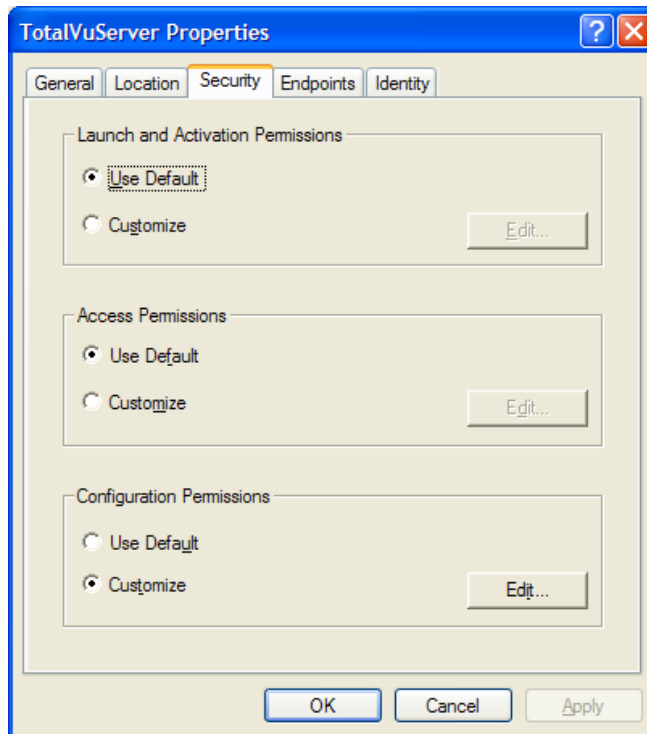 TotalVuServer Properties
?
General Location Security Endpoints Identity
Launch and Activation Permissions
Use Default
Customize
Edit...
Access Permissions
Use Default
Customize
Edit...
Configuration Permissions
Use Default
Customize
Edit...
OK Cancel Apply